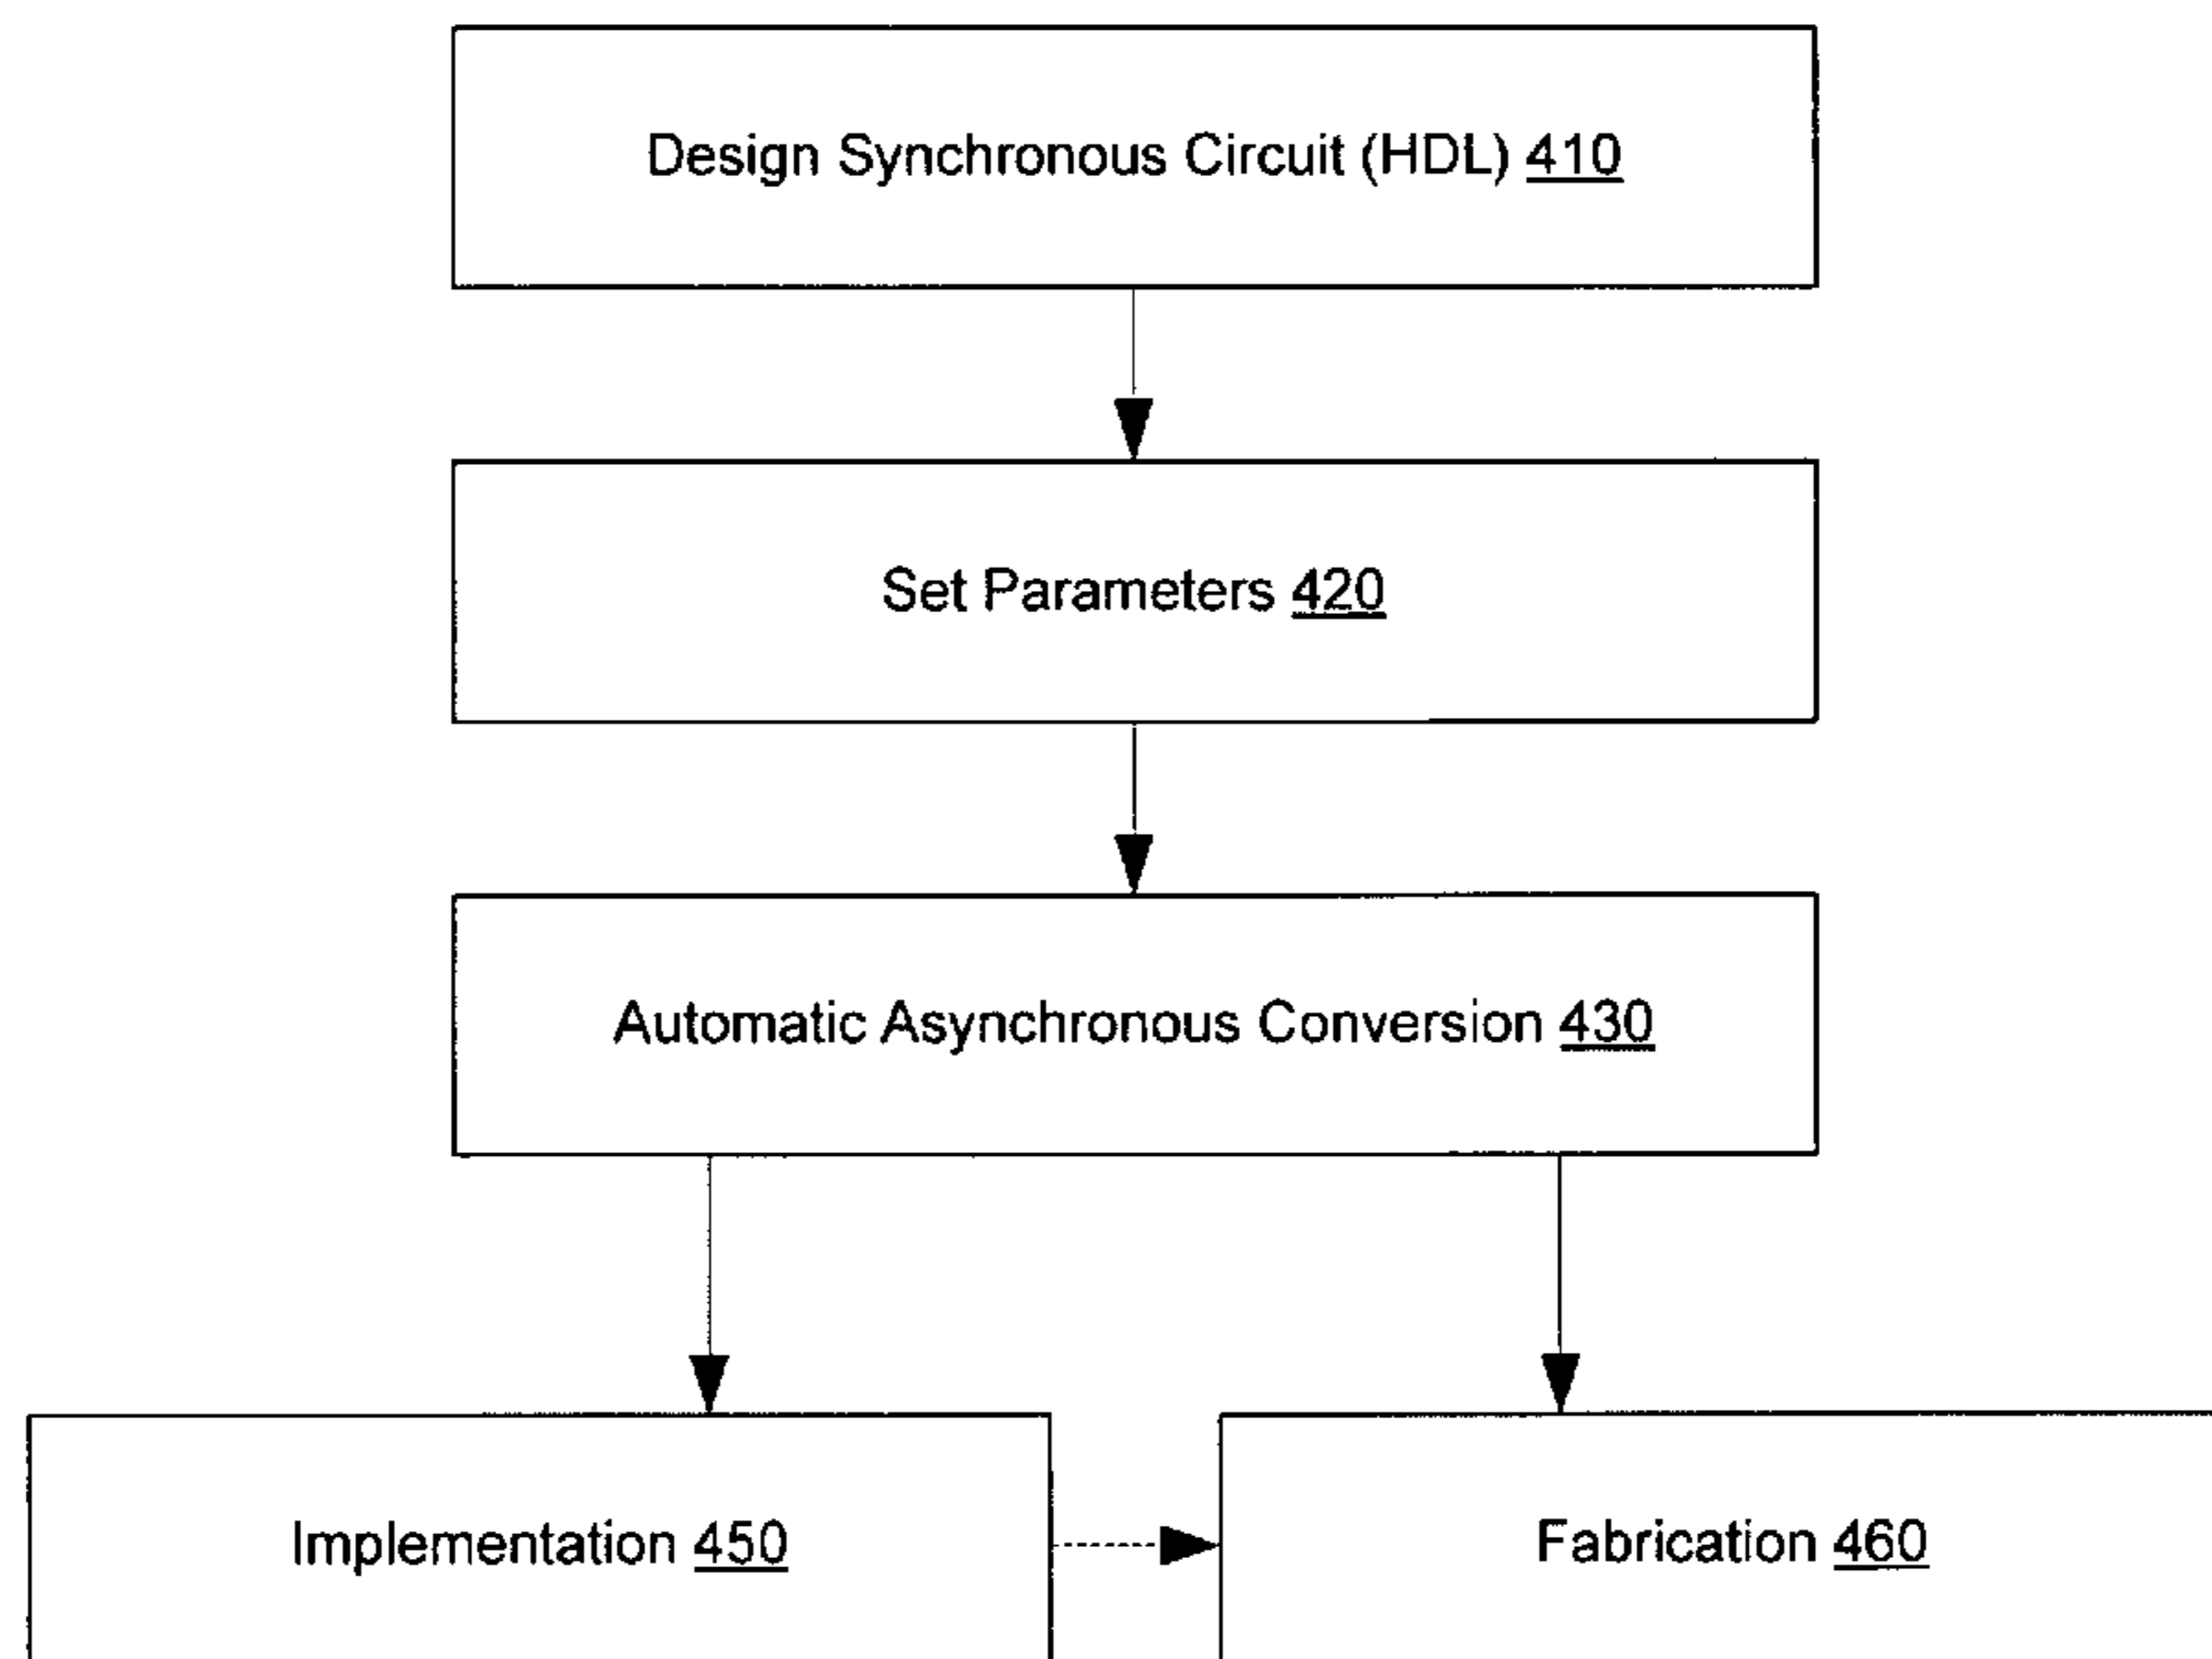 Design Synchronous Circuit (HDL) 410
Set Parameters 420
Automatic Asynchronous Conversion 430
Implementation 450
Fabrication 460